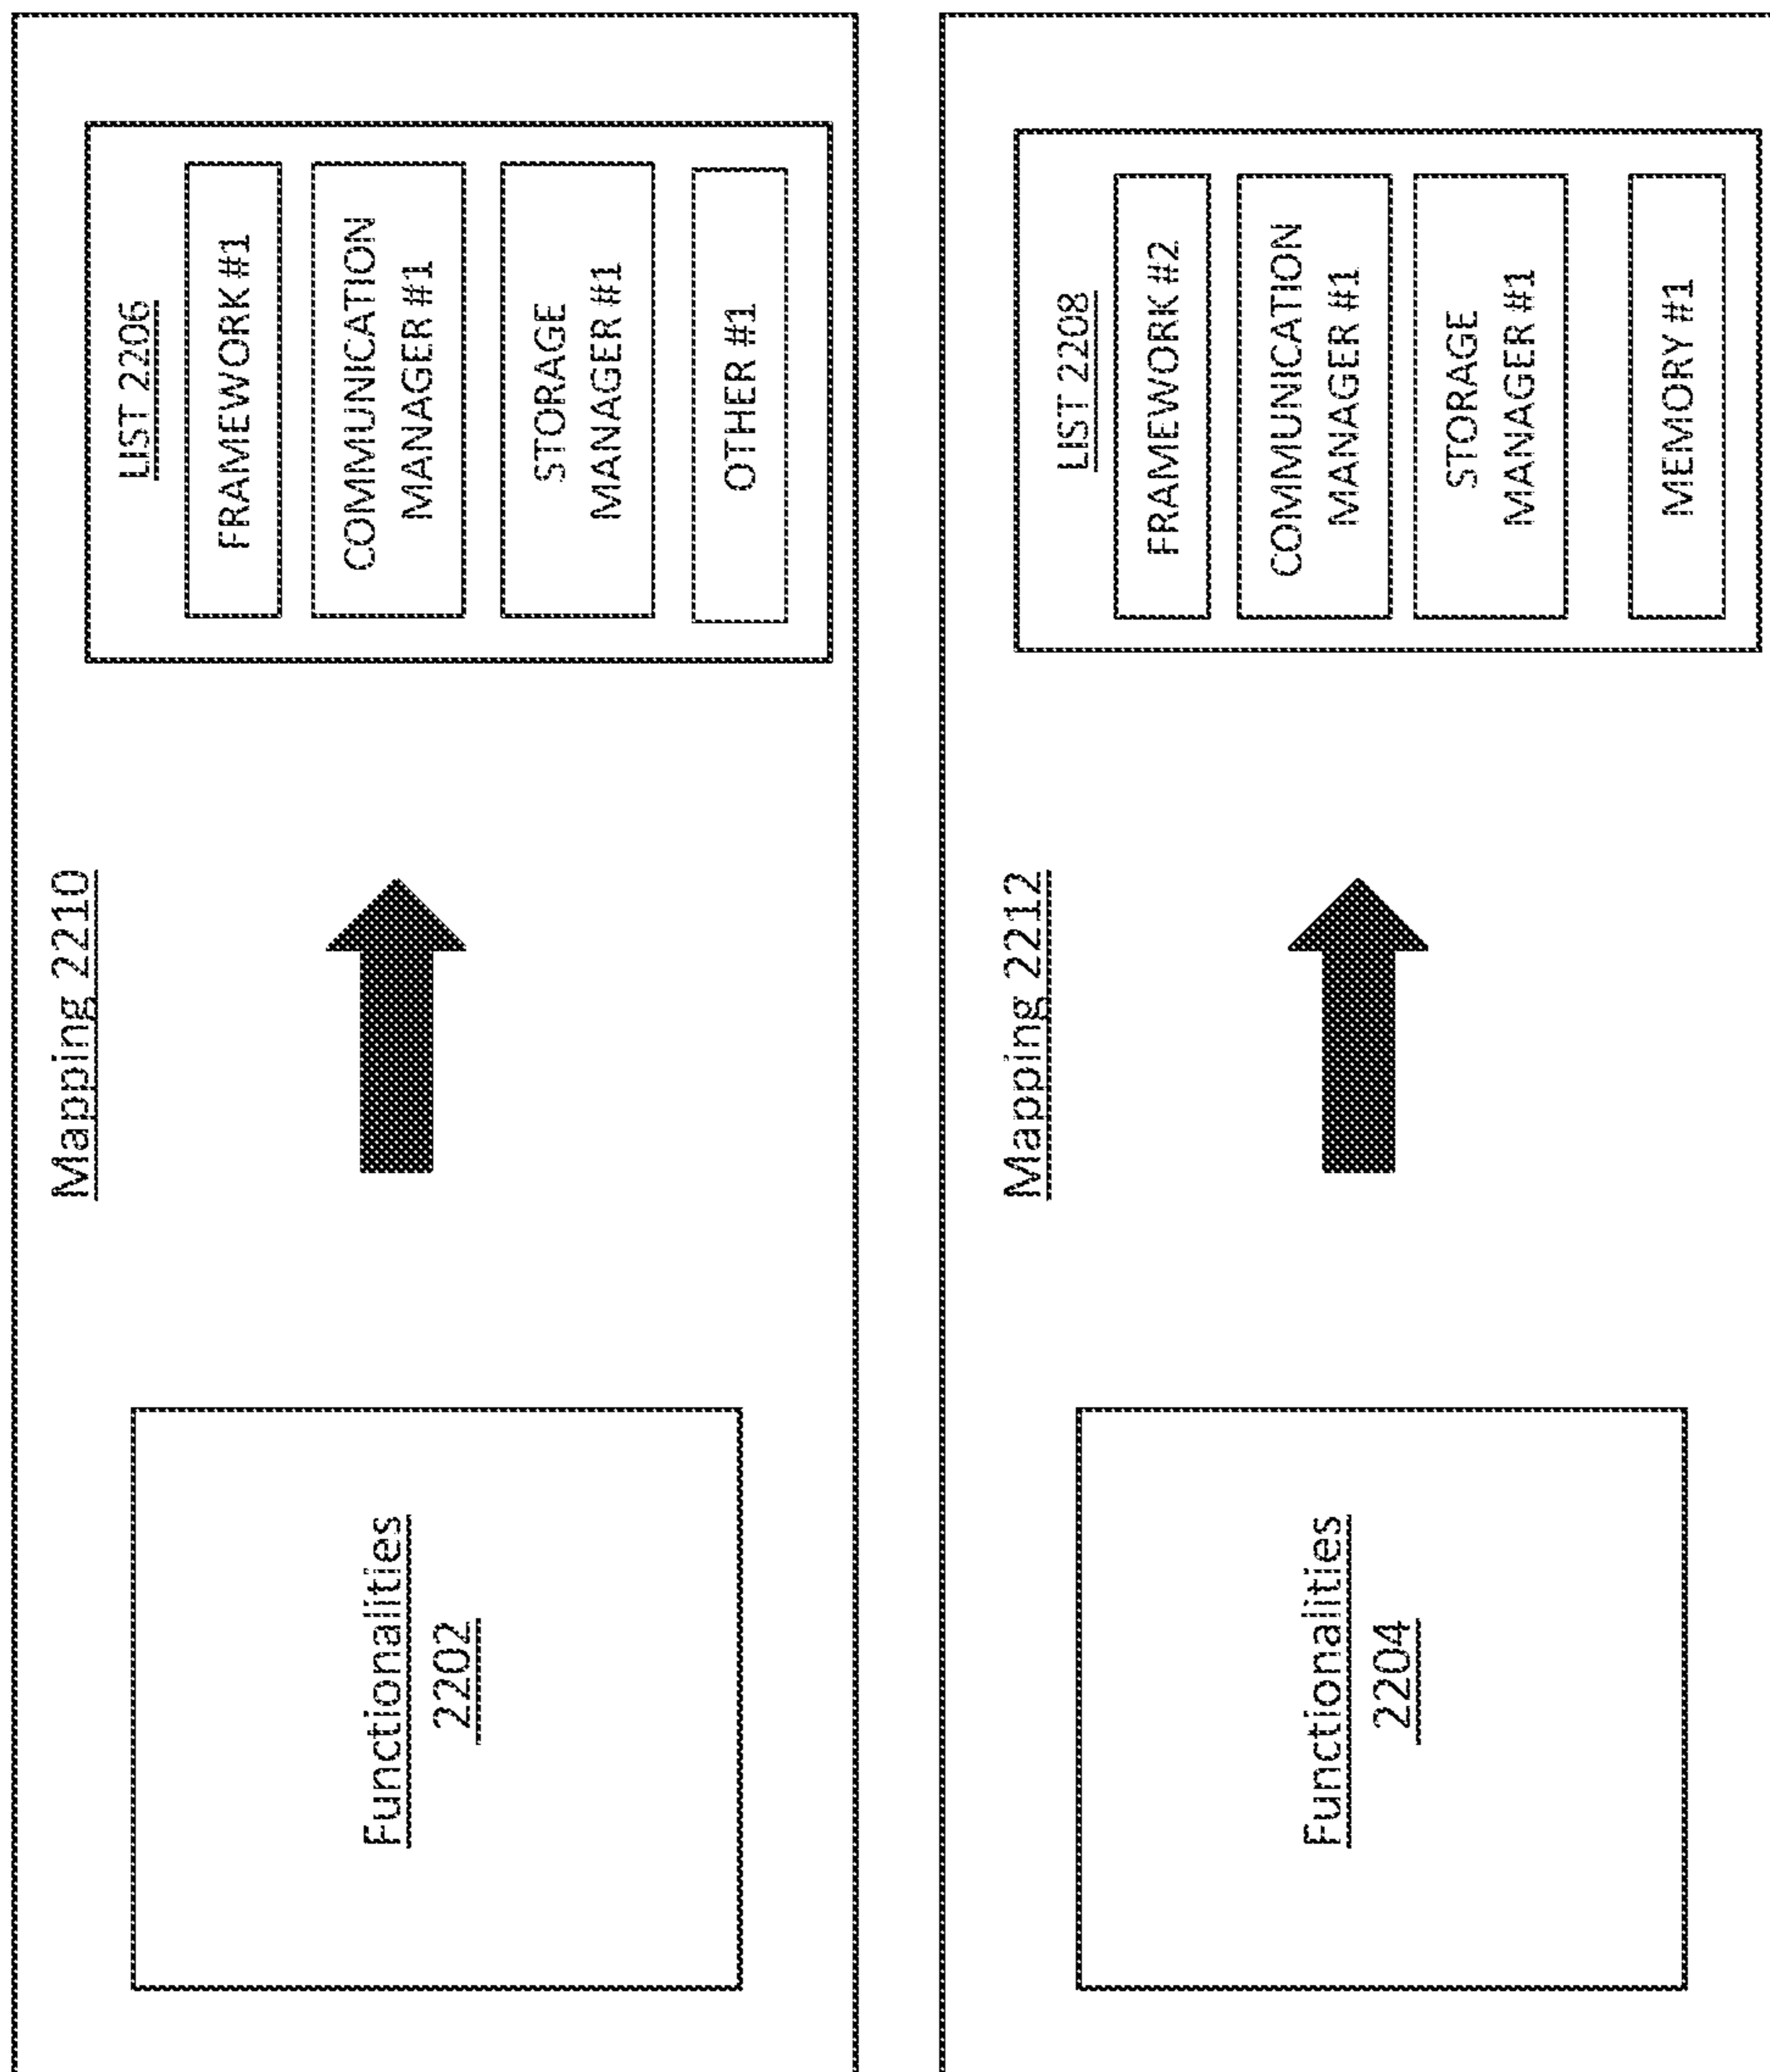 Mapping 2210
Functionalities
2202
LIST 2206
FRAMEWORK #1
COMMUNICATION
MANAGER #1
STORAGE
MANAGER #1
OTHER #1
Mapping 2212
Functionalities
2204
LIST 2208
FRAMEWORK #2
COMMUNICATION
MANAGER #1
STORAGE
MANAGER #1
MEMORY #1